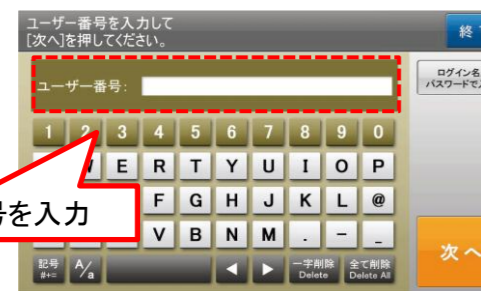 ユーザー番号を入力して
[次へ]を押してください。
終
ログイン名
パスワードで
ユーザー番号:
1 2 3 4 5 6 7 8 9 0
E R T Y U I O P
F G H J K L @
V B N M . - _
号を入力
記号 #+= A/a ◀ ▶ 一字削除 Delete 全て削除 Delete All
次へ